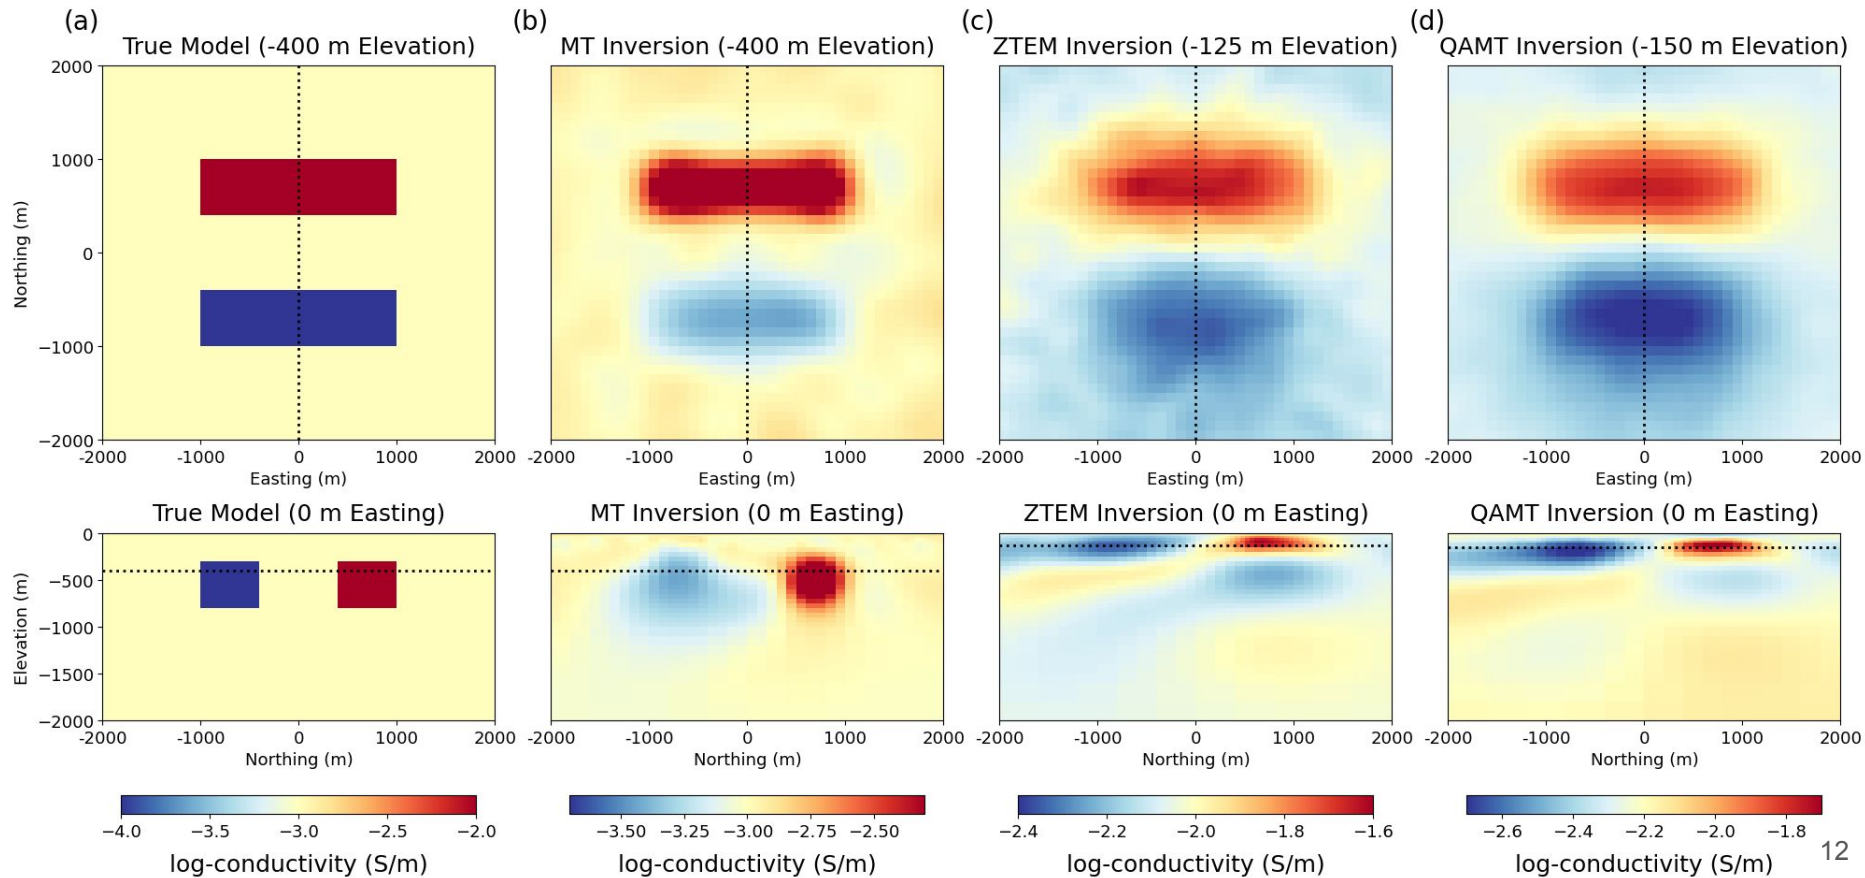 (a) (b) (c) (d)
True Model (-400 m Elevation) MT Inversion (-400 m Elevation) ZTEM Inversion (-125 m Elevation) QAMT Inversion (-150 m Elevation)
2000
1000
0
−1000
−2000
Northing (m)
-2000 -1000 0 1000 2000 -2000 -1000 0 1000 2000 -2000 -1000 0 1000 2000 -2000 -1000 0 1000 2000
Easting (m) Easting (m) Easting (m) Easting (m)
True Model (0 m Easting) MT Inversion (0 m Easting) ZTEM Inversion (0 m Easting) QAMT Inversion (0 m Easting)
0
−500
−1000
−1500
−2000
Elevation (m)
-2000 -1000 0 1000 2000 -2000 -1000 0 1000 2000 -2000 -1000 0 1000 2000 -2000 -1000 0 1000 2000
Northing (m) Northing (m) Northing (m) Northing (m)
−4.0 −3.5 −3.0 −2.5 −2.0 −3.50 −3.25 −3.00 −2.75 −2.50 −2.4 −2.2 −2.0 −1.8 −1.6 −2.6 −2.4 −2.2 −2.0 −1.8
log-conductivity (S/m) log-conductivity (S/m) log-conductivity (S/m) log-conductivity (S/m)
12